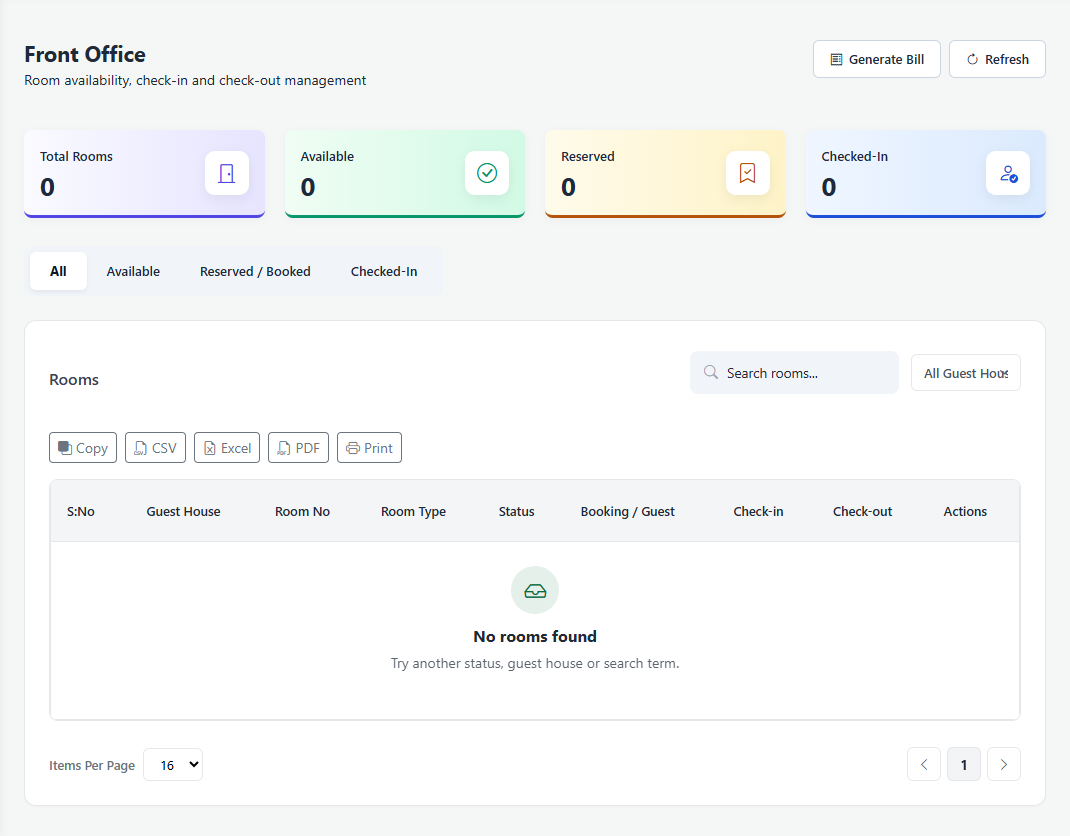 Front Office
Room availability, check-in and check-out management
Generate Bill
Refresh
Total Rooms
0
Available
0
Reserved
0
Checked-In
0
All
Available
Reserved / Booked
Checked-In
Rooms
Search rooms...
All Guest Hous
Copy
CSV
Excel
PDF
Print
S:No
Guest House
Room No
Room Type
Status
Booking / Guest
Check-in
Check-out
Actions
No rooms found
Try another status, guest house or search term.
Items Per Page
16
1